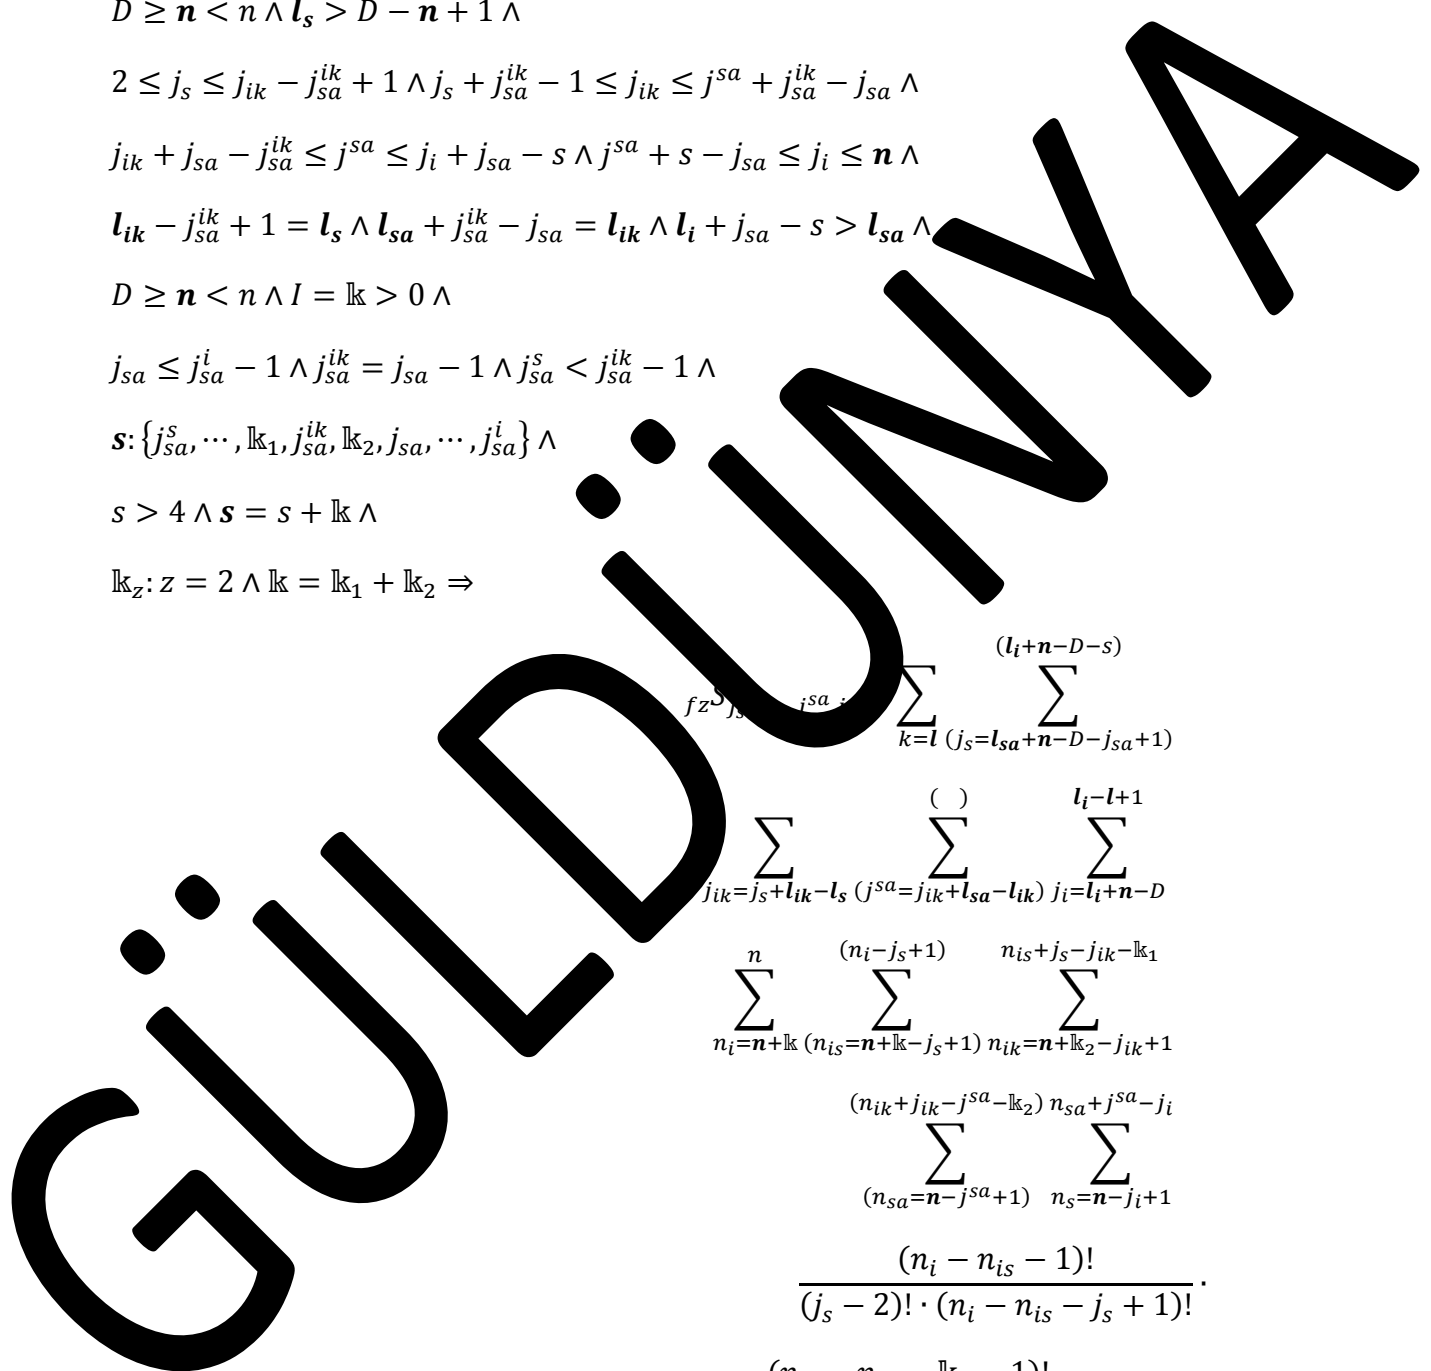 D ≥ n < n ∧ l_s > D − n + 1 ∧
2 ≤ j_s ≤ j_{ik} − j_{sa}^{ik} + 1 ∧ j_s + j_{sa}^{ik} − 1 ≤ j_{ik} ≤ j^{sa} + j_{sa}^{ik} − j_{sa} ∧
j_{ik} + j_{sa} − j_{sa}^{ik} ≤ j^{sa} ≤ j_i + j_{sa} − s ∧ j^{sa} + s − j_{sa} ≤ j_i ≤ n ∧
l_{ik} − j_{sa}^{ik} + 1 = l_s ∧ l_{sa} + j_{sa}^{ik} − j_{sa} = l_{ik} ∧ l_i + j_{sa} − s > l_{sa} ∧
D ≥ n < n ∧ I = 𝕜 > 0 ∧
j_{sa} ≤ j_{sa}^i − 1 ∧ j_{sa}^{ik} = j_{sa} − 1 ∧ j_{sa}^s < j_{sa}^{ik} − 1 ∧
s: {j_{sa}^s, ⋯, 𝕜_1, j_{sa}^{ik}, 𝕜_2, j_{sa}, ⋯, j_{sa}^i} ∧
s > 4 ∧ s = s + 𝕜 ∧
𝕜_z: z = 2 ∧ 𝕜 = 𝕜_1 + 𝕜_2 ⇒
∑_{k=l} ∑_{(j_s=l_{sa}+n−D−j_{sa}+1)}^{(l_i+n−D−s)}
∑_{j_{ik}=j_s+l_{ik}−l_s} ∑_{(j^{sa}=j_{ik}+l_{sa}−l_{ik})}^{( )} ∑_{j_i=l_i+n−D}^{l_i−l+1}
∑_{n_i=n+𝕜}^{n} ∑_{(n_{is}=n+𝕜−j_s+1)}^{(n_i−j_s+1)} ∑_{n_{ik}=n+𝕜_2−j_{ik}+1}^{n_{is}+j_s−j_{ik}−𝕜_1}
∑_{(n_{sa}=n−j^{sa}+1)}^{(n_{ik}+j_{ik}−j^{sa}−𝕜_2)} ∑_{n_s=n−j_i+1}^{n_{sa}+j^{sa}−j_i}
(n_i − n_{is} − 1)!
(j_s − 2)! · (n_i − n_{is} − j_s + 1)! ·
GÜLDÜNYA